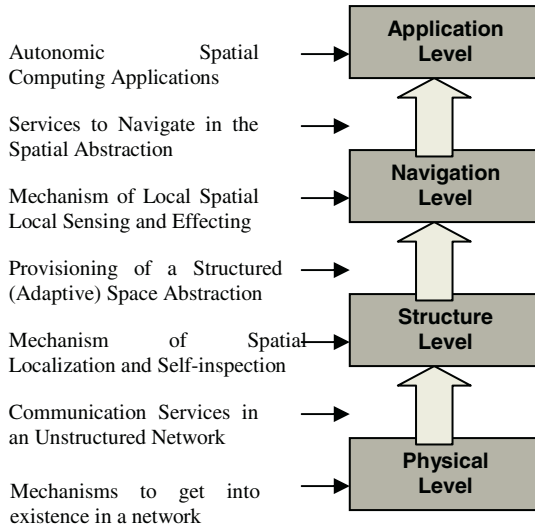 Application
Level
Autonomic Spatial
Computing Applications
Services to Navigate in the
Spatial Abstraction
Navigation
Level
Mechanism of Local Spatial
Local Sensing and Effecting
Provisioning of a Structured
(Adaptive) Space Abstraction
Structure
Level
Mechanism of Spatial
Localization and Self-inspection
Communication Services in
an Unstructured Network
Physical
Level
Mechanisms to get into
existence in a network